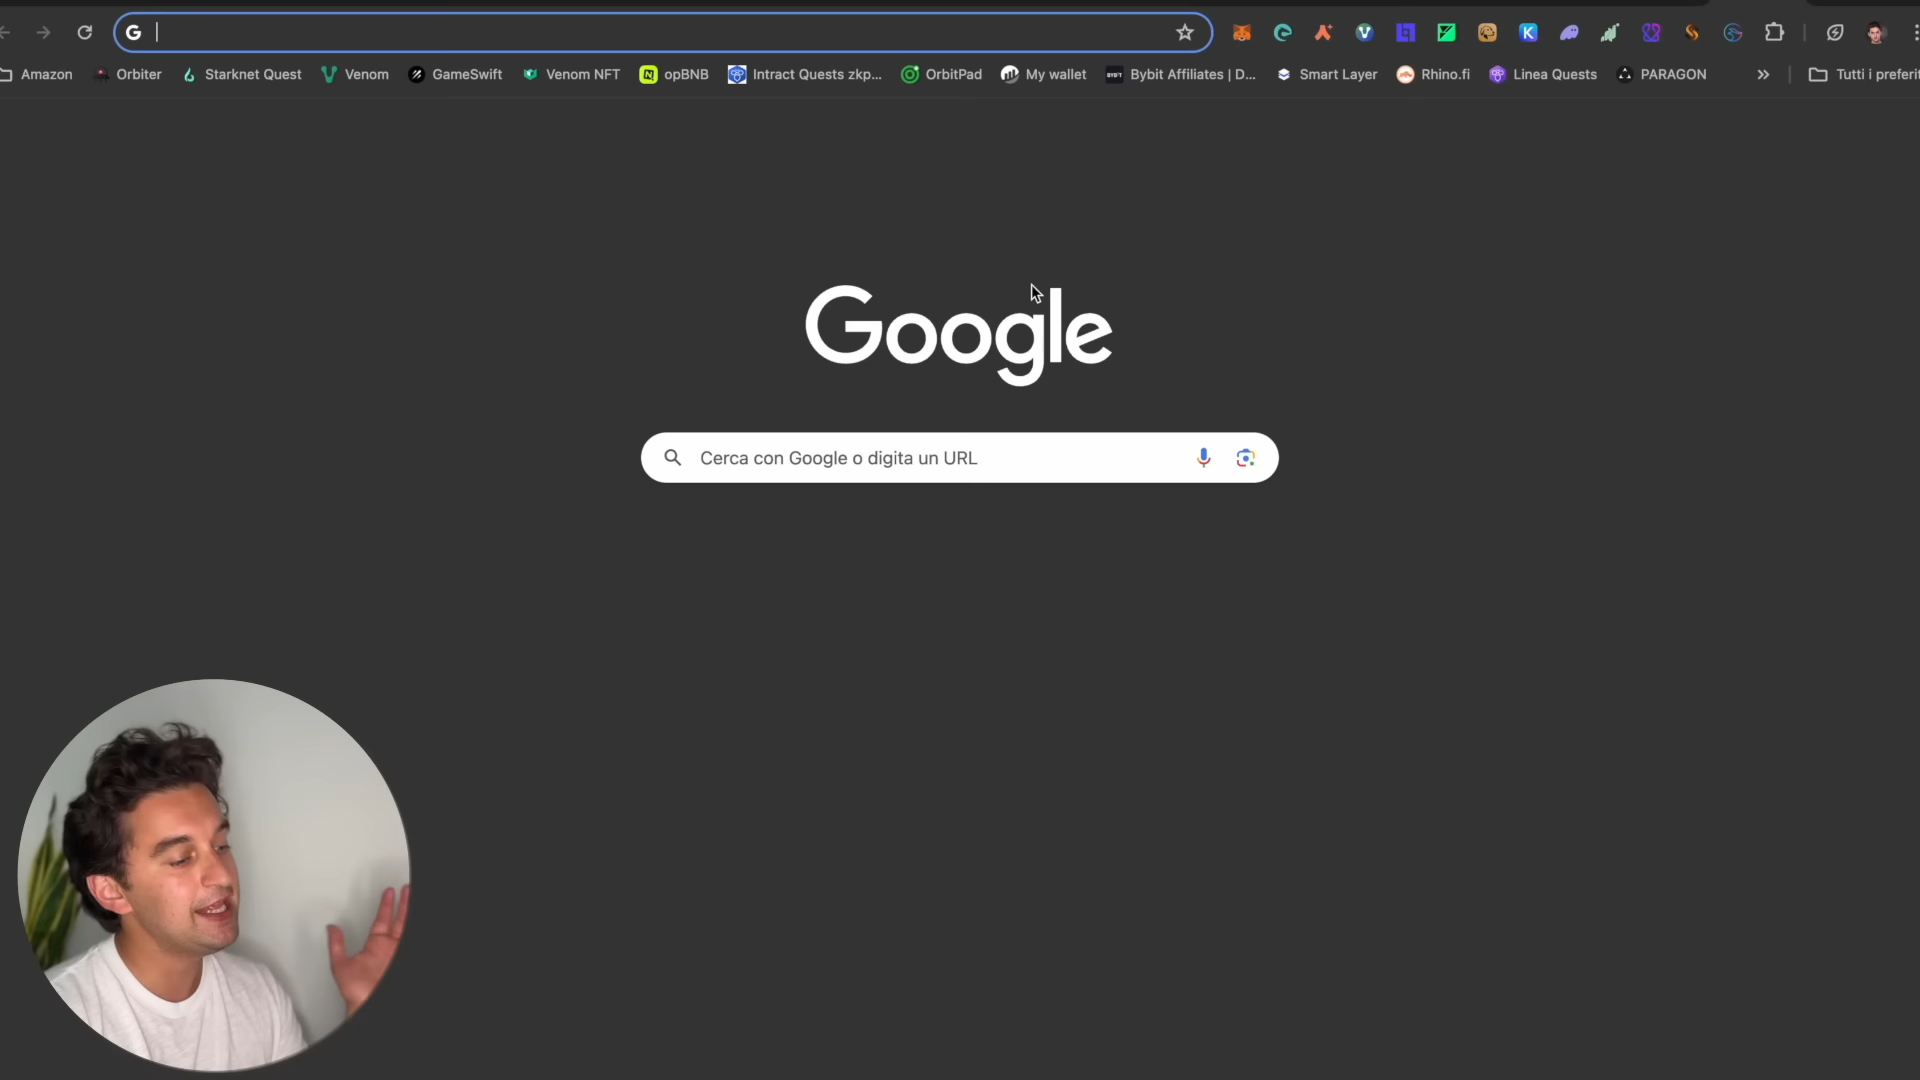 G
Amazon Orbiter Starknet Quest Venom GameSwift Venom NFT opBNB Intract Quests zkp... OrbitPad My wallet Bybit Affiliates | D... Smart Layer Rhino.fi Linea Quests PARAGON » Tutti i preferit
Google
Cerca con Google o digita un URL